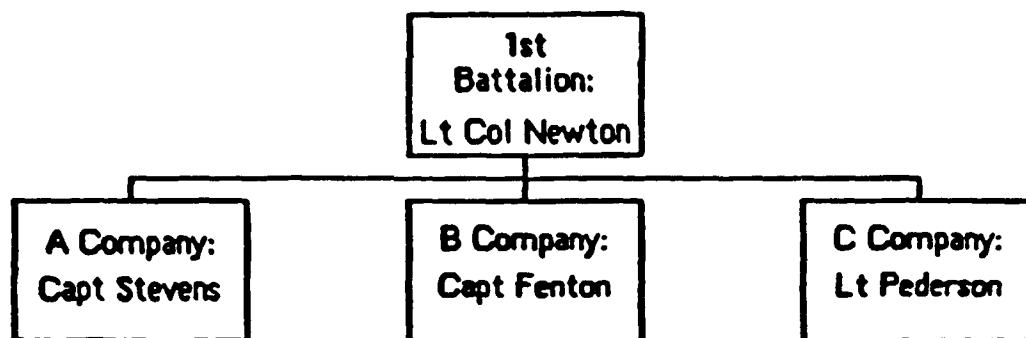 1st
Battalion:
Lt Col Newton
A Company:
Capt Stevens
B Company:
Capt Fenton
C Company:
Lt Pederson